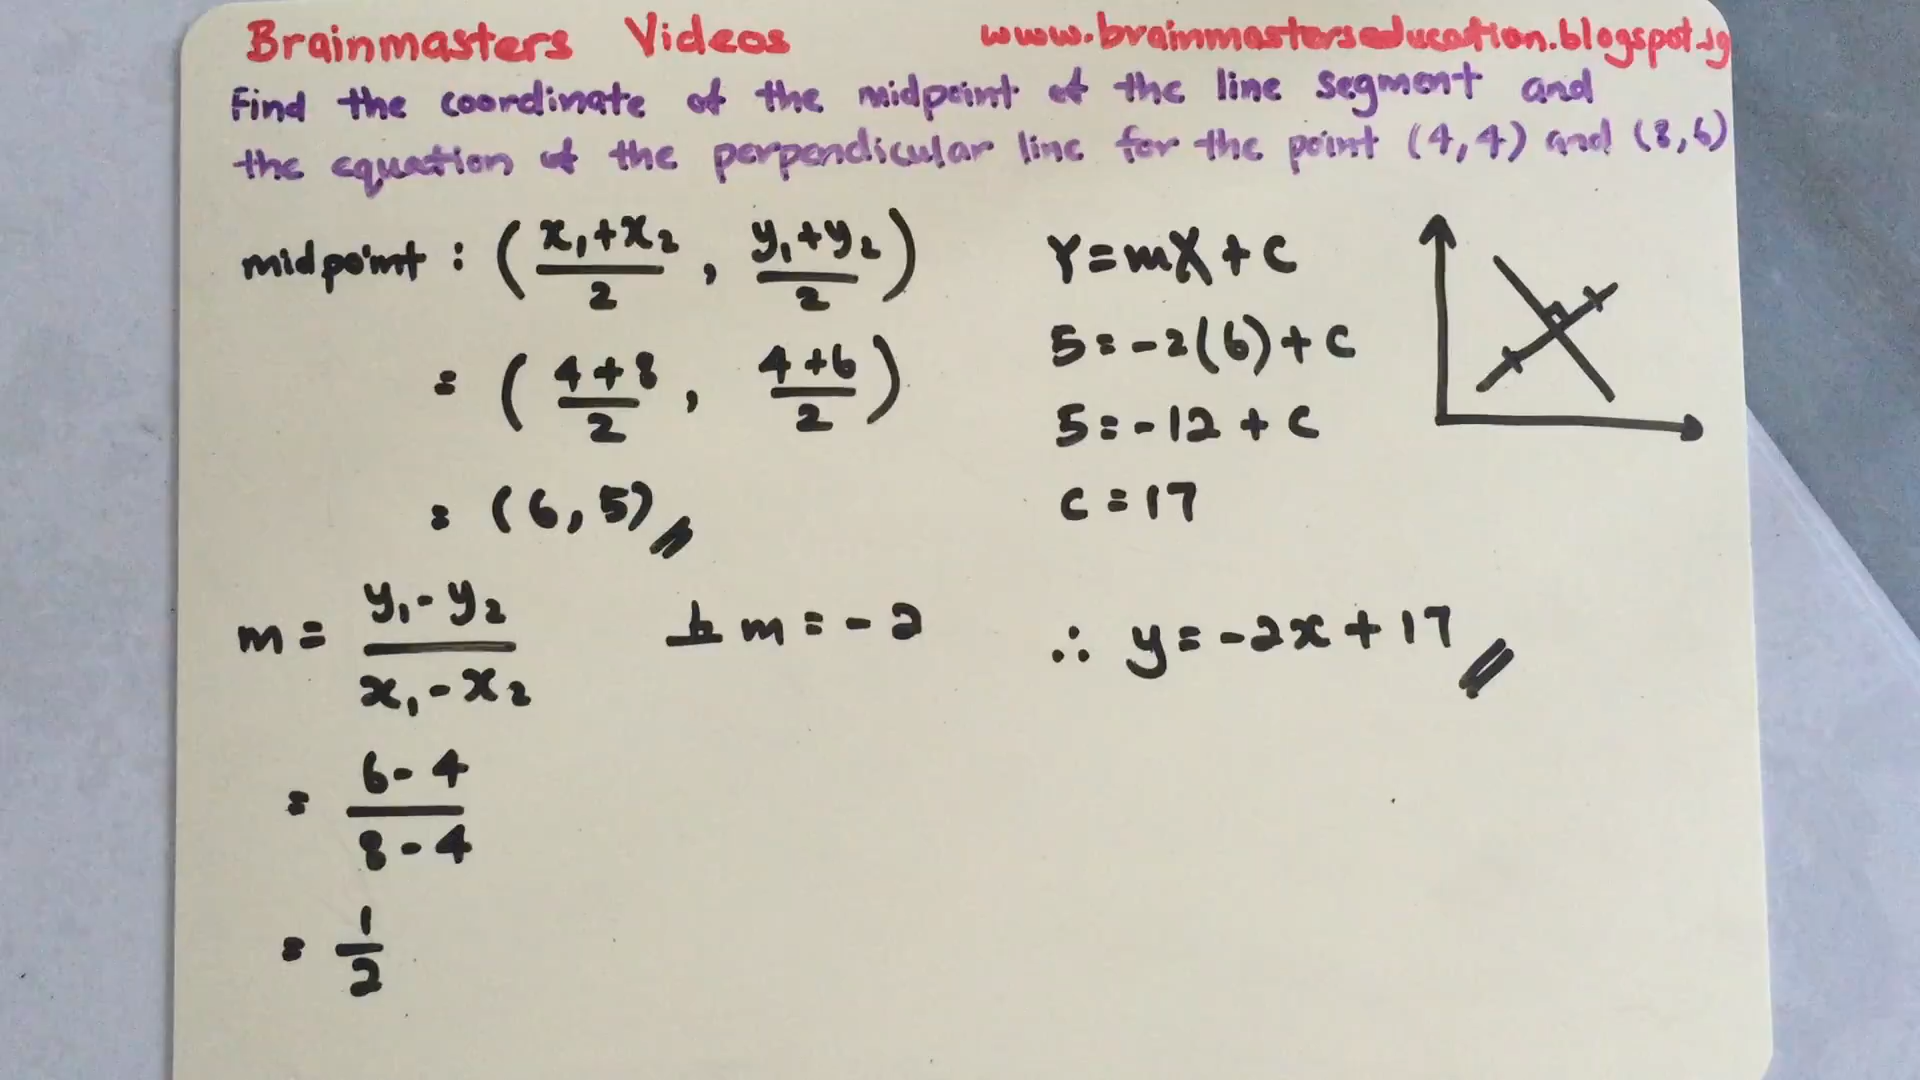 Brainmasters Videos www.brainmasterseducation.blogspot.sg
Find the coordinate of the midpoint of the line segment and
the equation of the perpendicular line for the point (4,4) and (8,6)
midpoint : ( x₁+x₂ / 2 , y₁+y₂ / 2 )
= ( 4+8 / 2 , 4+6 / 2 )
= (6,5)
m = y₁-y₂ / x₁-x₂
= 6-4 / 8-4
= 1/2
⊥ m = -2
Y=mX+C
5=-2(6)+C
5=-12+C
C=17
∴ y=-2x+17